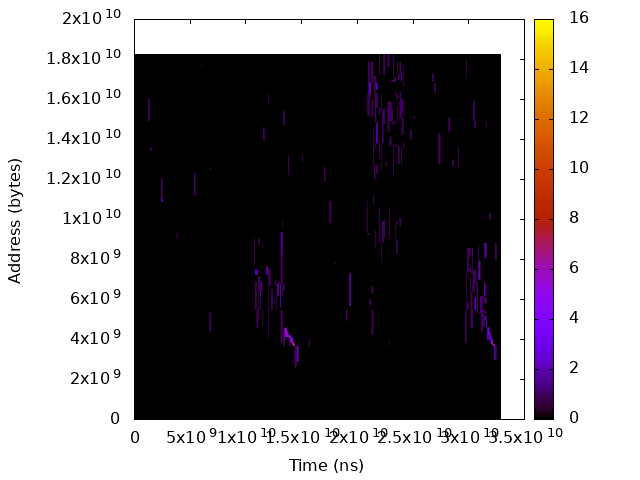 2x10^10
1.8x10^10
1.6x10^10
1.4x10^10
1.2x10^10
1x10^10
8x10^9
6x10^9
4x10^9
2x10^9
0
Address (bytes)
0 5x10^9 1x10^10 1.5x10^10 2x10^10 2.5x10^10 3x10^10 3.5x10^10
Time (ns)
16
14
12
10
8
6
4
2
0